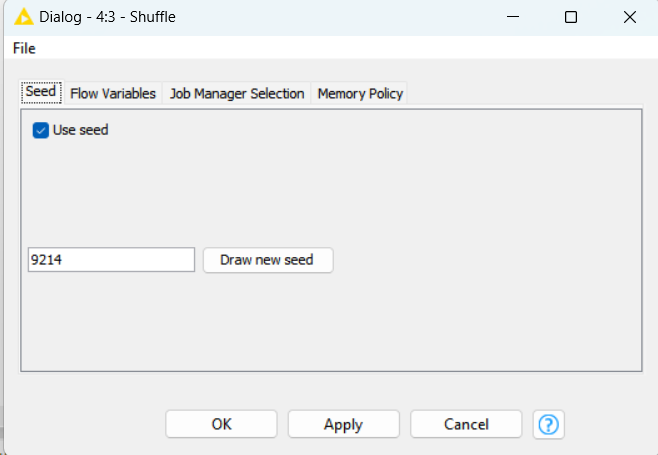 Dialog - 4:3 - Shuffle
File
Seed Flow Variables Job Manager Selection Memory Policy
Use seed
9214 Draw new seed
OK Apply Cancel ?